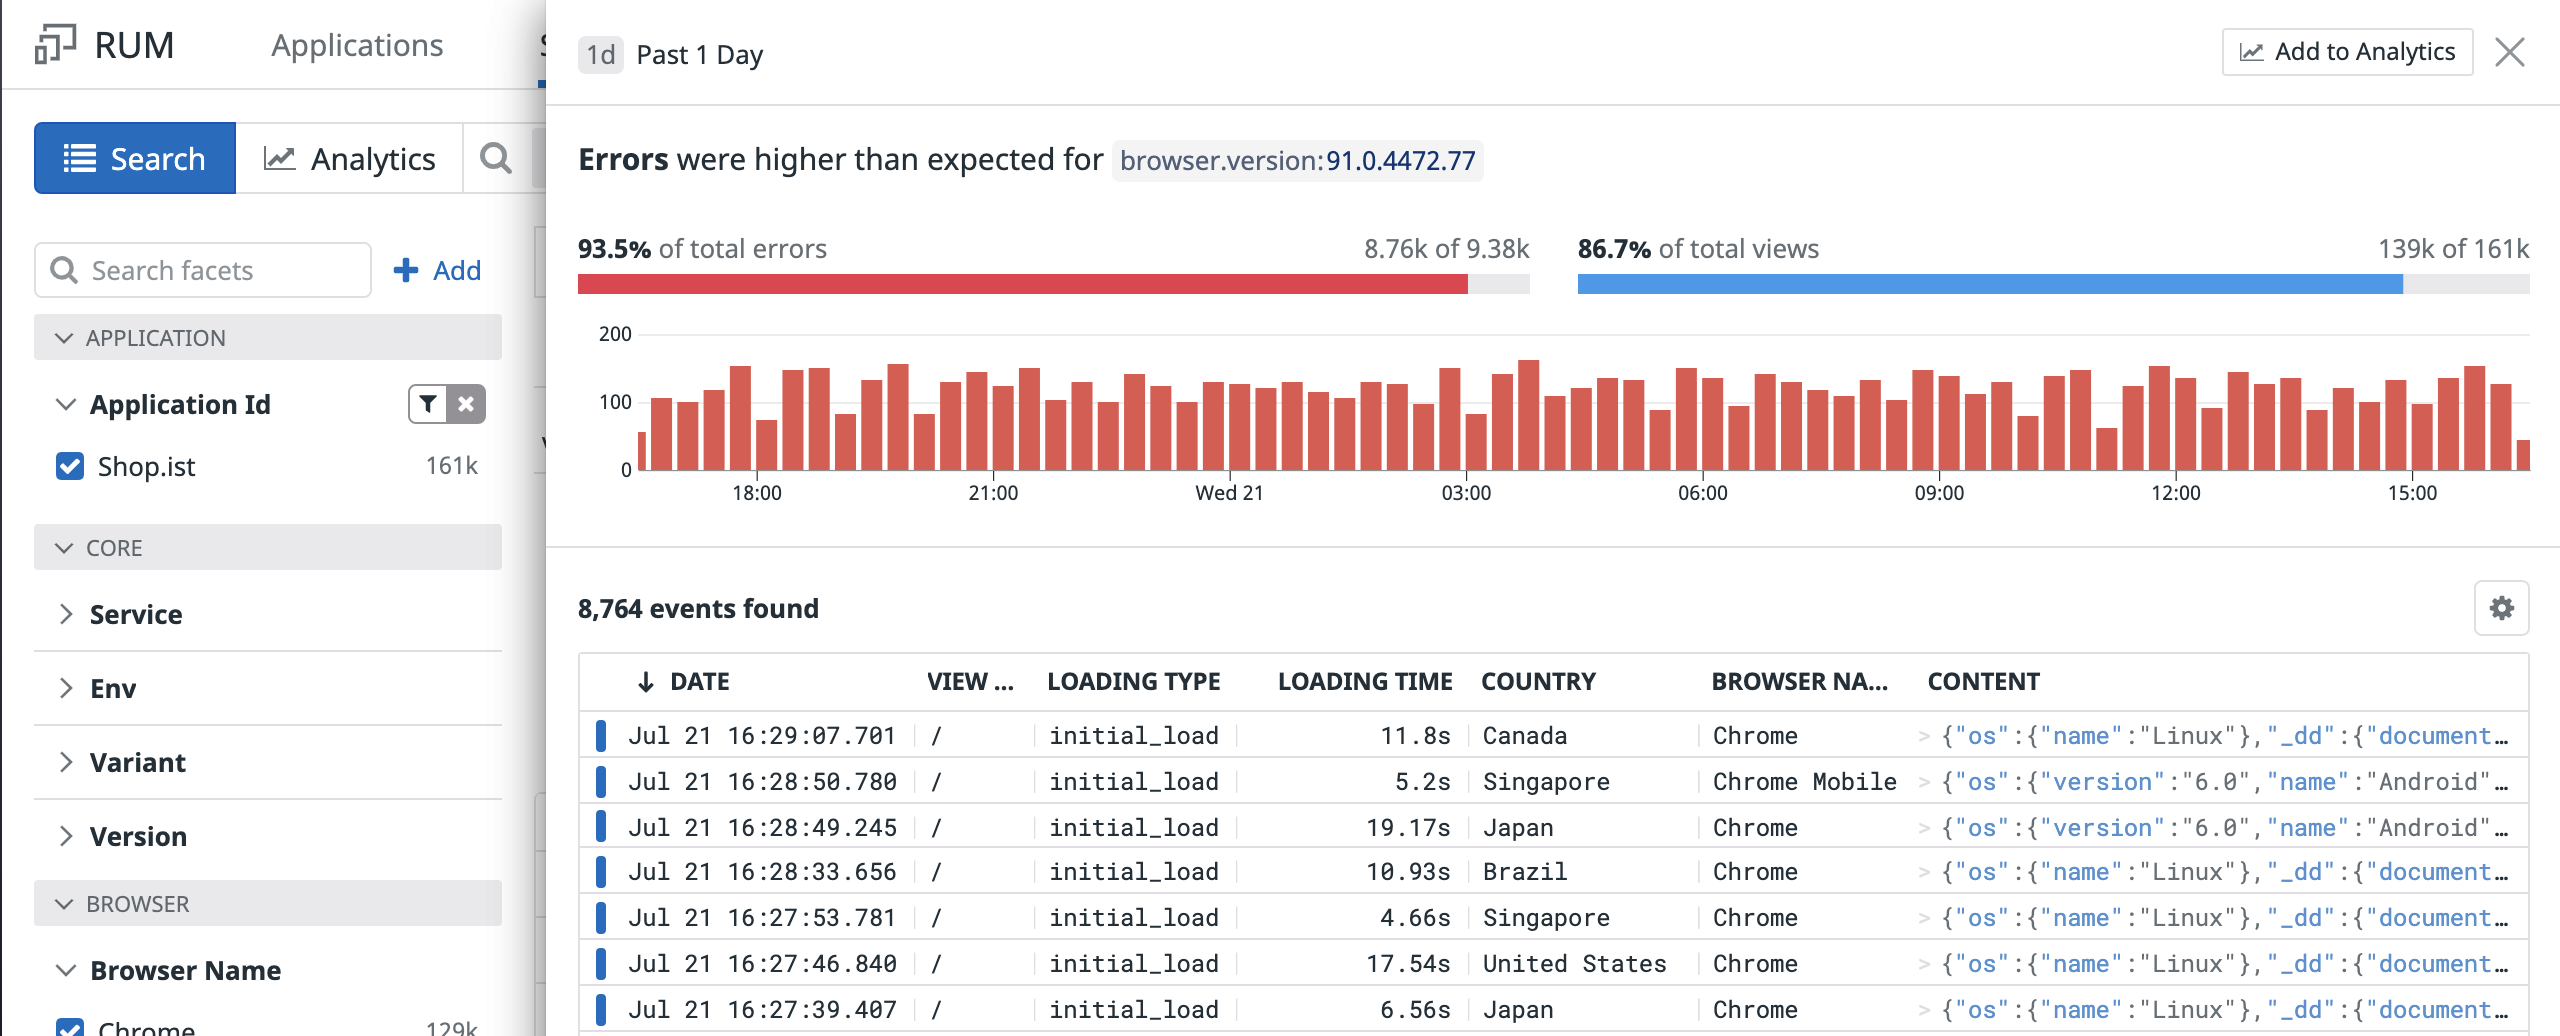 RUM
Applications
Search
Analytics
Search facets
Add
APPLICATION
Application Id
Shop.ist 161k
CORE
Service
Env
Variant
Version
BROWSER
Browser Name
Chrome 129k
1d Past 1 Day
Add to Analytics
Errors were higher than expected for browser.version:91.0.4472.77
93.5% of total errors 8.76k of 9.38k
86.7% of total views 139k of 161k
200
100
0
18:00 21:00 Wed 21 03:00 06:00 09:00 12:00 15:00
8,764 events found
DATE VIEW ... LOADING TYPE LOADING TIME COUNTRY BROWSER NA... CONTENT
Jul 21 16:29:07.701 / initial_load 11.8s Canada Chrome > {"os":{"name":"Linux"},"_dd":{"document…
Jul 21 16:28:50.780 / initial_load 5.2s Singapore Chrome Mobile > {"os":{"version":"6.0","name":"Android"…
Jul 21 16:28:49.245 / initial_load 19.17s Japan Chrome > {"os":{"version":"6.0","name":"Android"…
Jul 21 16:28:33.656 / initial_load 10.93s Brazil Chrome > {"os":{"name":"Linux"},"_dd":{"document…
Jul 21 16:27:53.781 / initial_load 4.66s Singapore Chrome > {"os":{"name":"Linux"},"_dd":{"document…
Jul 21 16:27:46.840 / initial_load 17.54s United States Chrome > {"os":{"name":"Linux"},"_dd":{"document…
Jul 21 16:27:39.407 / initial_load 6.56s Japan Chrome > {"os":{"name":"Linux"},"_dd":{"document…